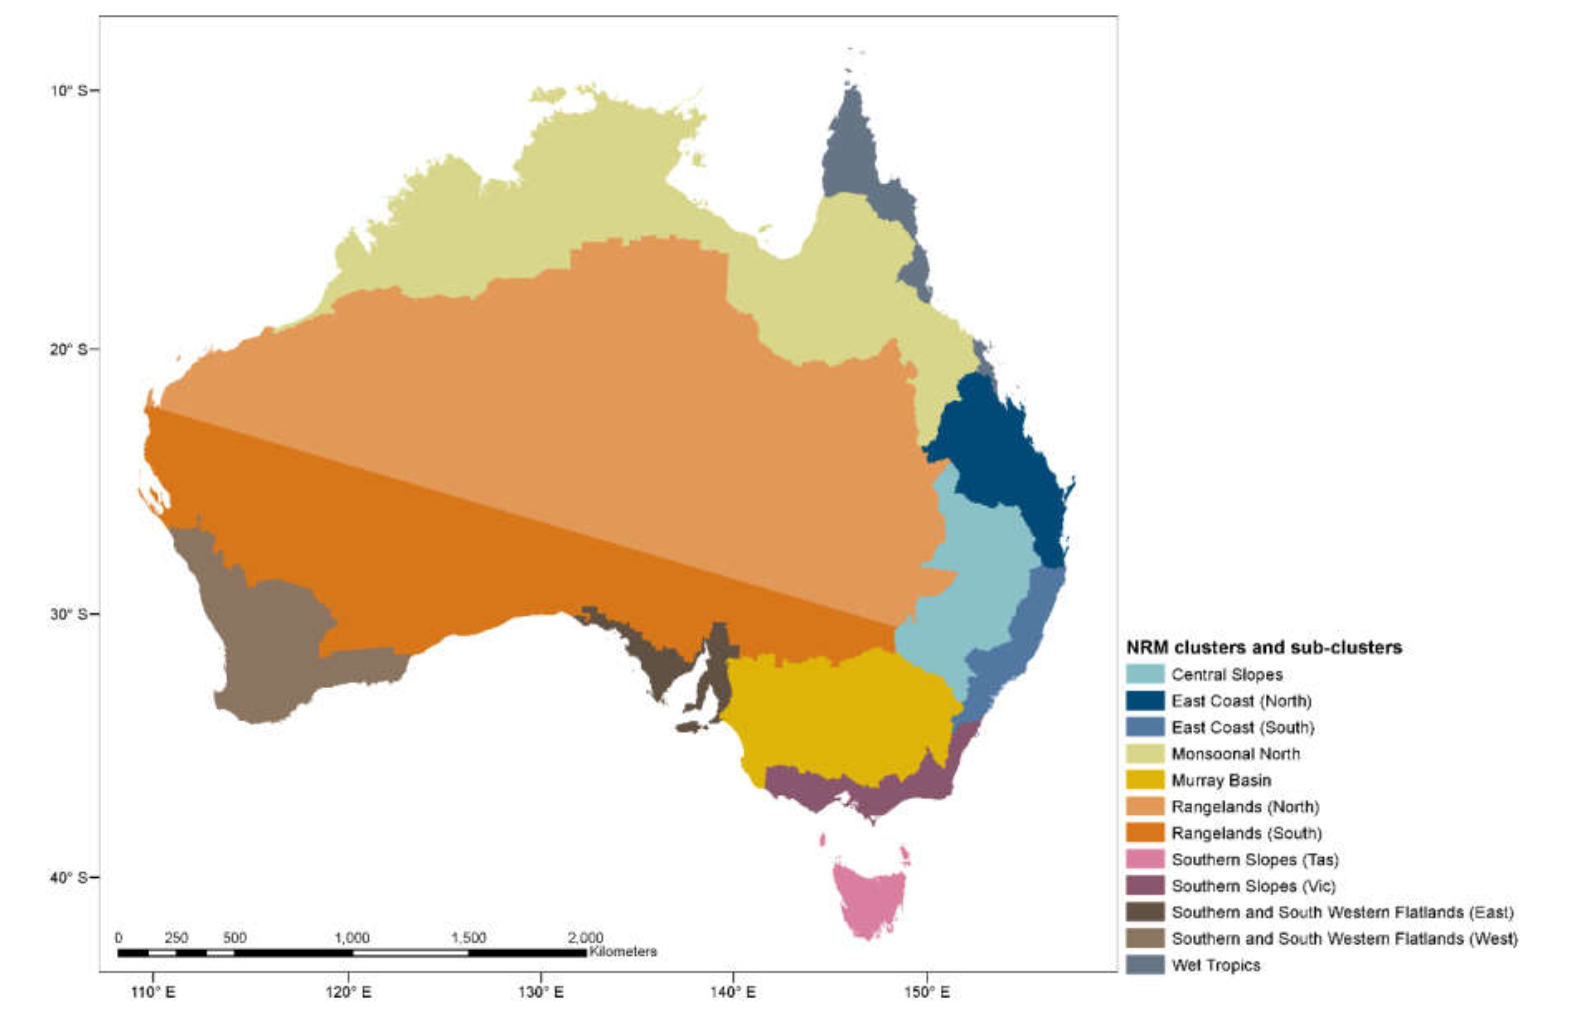 10° S
20° S
30° S
40° S
0 250 500 1,000 1,500 2,000
Kilometers
110° E 120° E 130° E 140° E 150° E
NRM clusters and sub-clusters
Central Slopes
East Coast (North)
East Coast (South)
Monsoonal North
Murray Basin
Rangelands (North)
Rangelands (South)
Southern Slopes (Tas)
Southern Slopes (Vic)
Southern and South Western Flatlands (East)
Southern and South Western Flatlands (West)
Wet Tropics